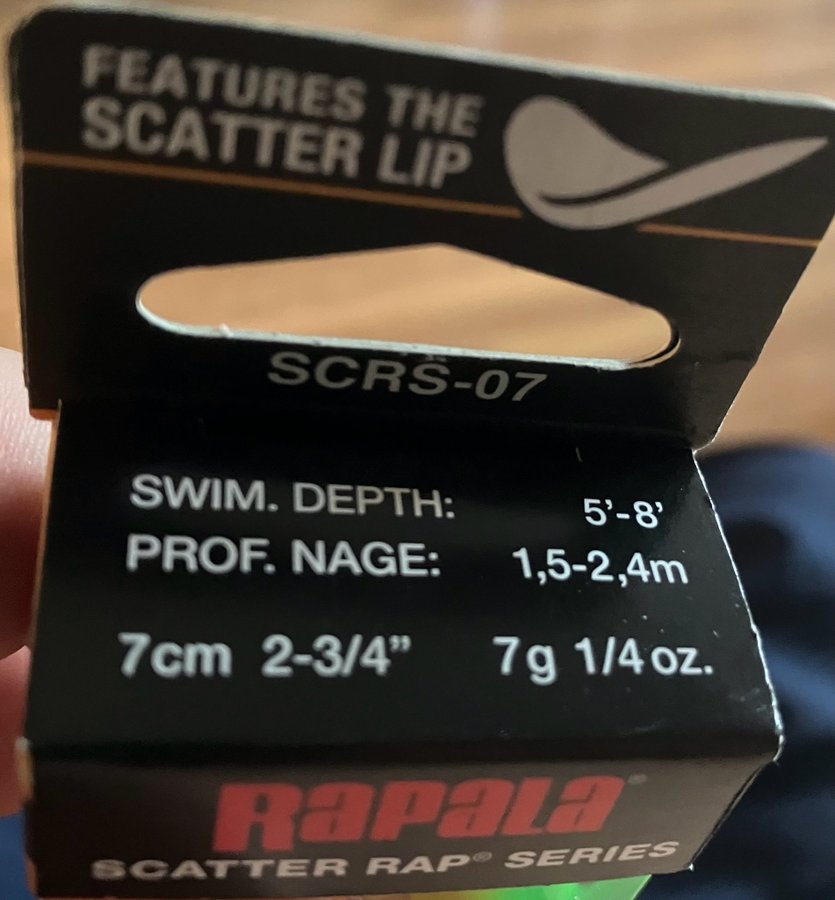 FEATURES THE
SCATTER LIP
SCRS-07
SWIM. DEPTH: 5'-8'
PROF. NAGE: 1,5-2,4m
7cm 2-3/4” 7g 1/4 oz.
RAPALA®
SCATTER RAP® SERIES